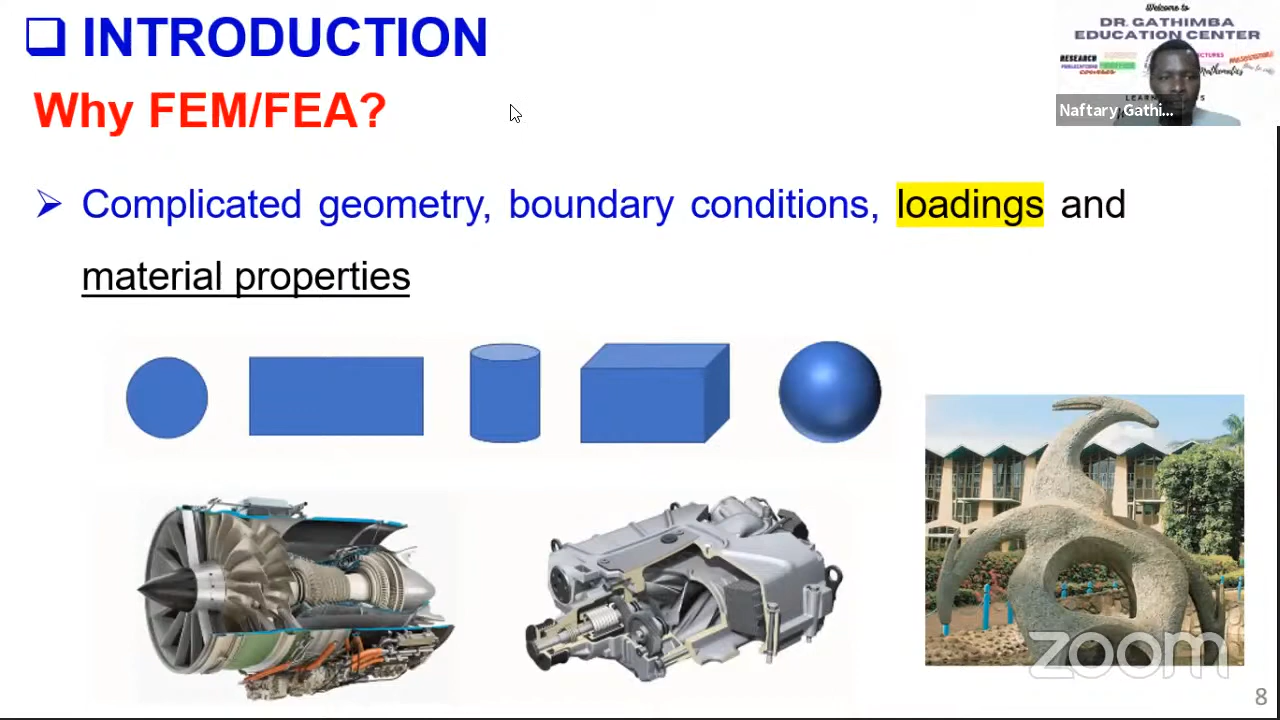 INTRODUCTION
Why FEM/FEA?
Complicated geometry, boundary conditions, loadings and
material properties
Welcome to
DR. GATHIMBA
EDUCATION CENTER
RESEARCH
Mathematics
Naftary Gathi...
zoom
8